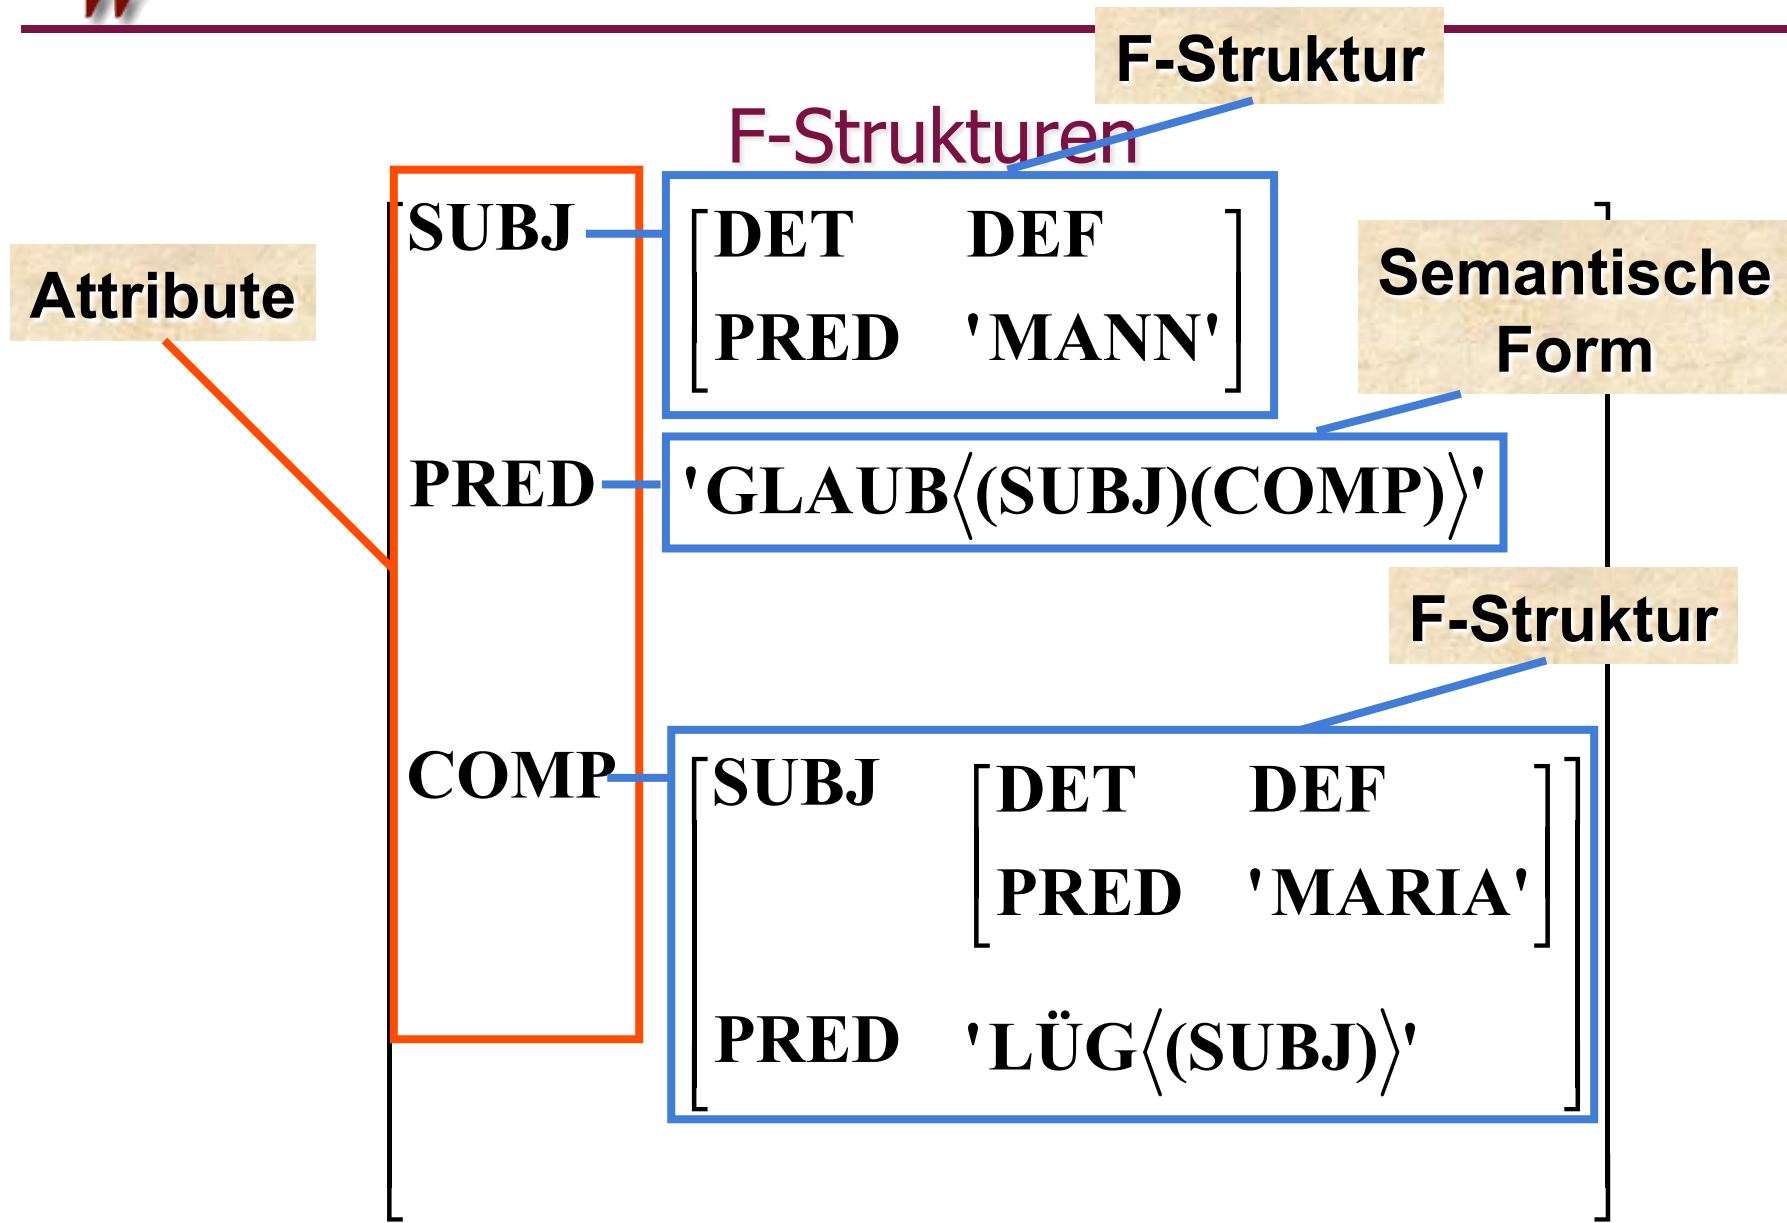 F-Struktur
F-Strukturen
SUBJ [DET DEF
PRED 'MANN']
Attribute
Semantische
Form
PRED 'GLAUB⟨(SUBJ)(COMP)⟩'
F-Struktur
COMP [SUBJ [DET DEF
PRED 'MARIA']
PRED 'LÜG⟨(SUBJ)⟩']